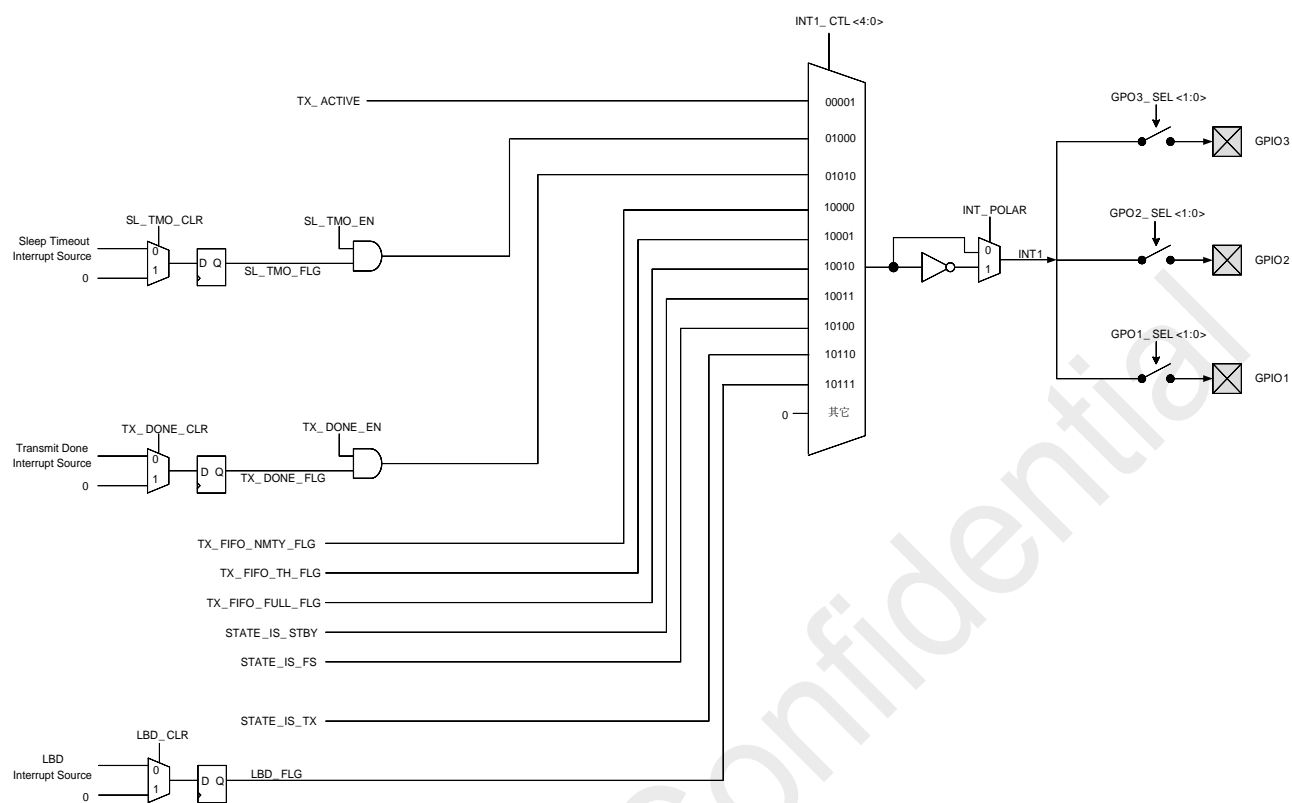 INT1_CTL <4:0>
TX_ACTIVE
00001
GPO3_SEL <1:0>
GPIO3
01000
01010
SL_TMO_CLR
SL_TMO_EN
10000
INT_POLAR
GPO2_SEL <1:0>
Sleep Timeout
Interrupt Source
0
D Q
SL_TMO_FLG
10001
0
INT1
GPIO2
1
0
10010
1
10011
10100
GPO1_SEL <1:0>
10110
GPIO1
10111
0
其它
TX_DONE_CLR
TX_DONE_EN
Transmit Done
Interrupt Source
0
D Q
TX_DONE_FLG
1
0
TX_FIFO_NMTY_FLG
TX_FIFO_TH_FLG
TX_FIFO_FULL_FLG
STATE_IS_STBY
STATE_IS_FS
STATE_IS_TX
LBD_CLR
LBD
Interrupt Source
0
D Q
LBD_FLG
1
0
Confidential